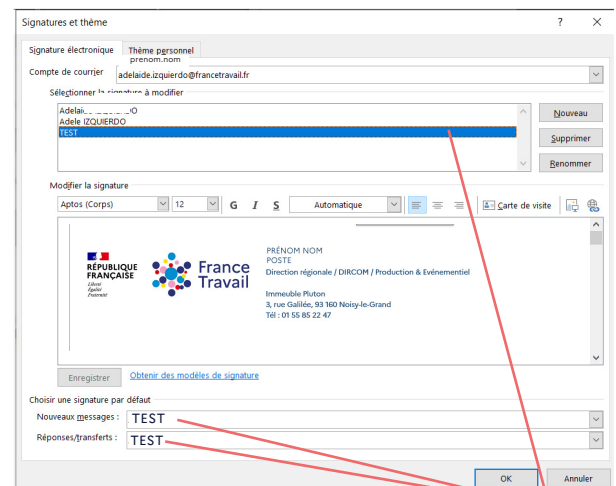 Signatures et thème ? X
Signature électronique Thème personnel
prenom.nom
Compte de courrier adelaide.izquierdo@francetravail.fr
Sélectionner la signature à modifier
Adele IZQUIERDO
TEST
Nouveau
Supprimer
Renommer
Modifier la signature
Aptos (Corps) 12 G I S Automatique Carte de visite
RÉPUBLIQUE
FRANÇAISE
Liberté
Égalité
Fraternité
France
Travail
PRÉNOM NOM
POSTE
Direction régionale / DIRCOM / Production & Evénementiel
Immeuble Pluton
3, rue Galilée, 93 160 Noisy-le-Grand
Tél : 01 55 85 22 47
Enregistrer Obtenir des modèles de signature
Choisir une signature par défaut
Nouveaux messages : TEST
Réponses/transferts : TEST
OK Annuler